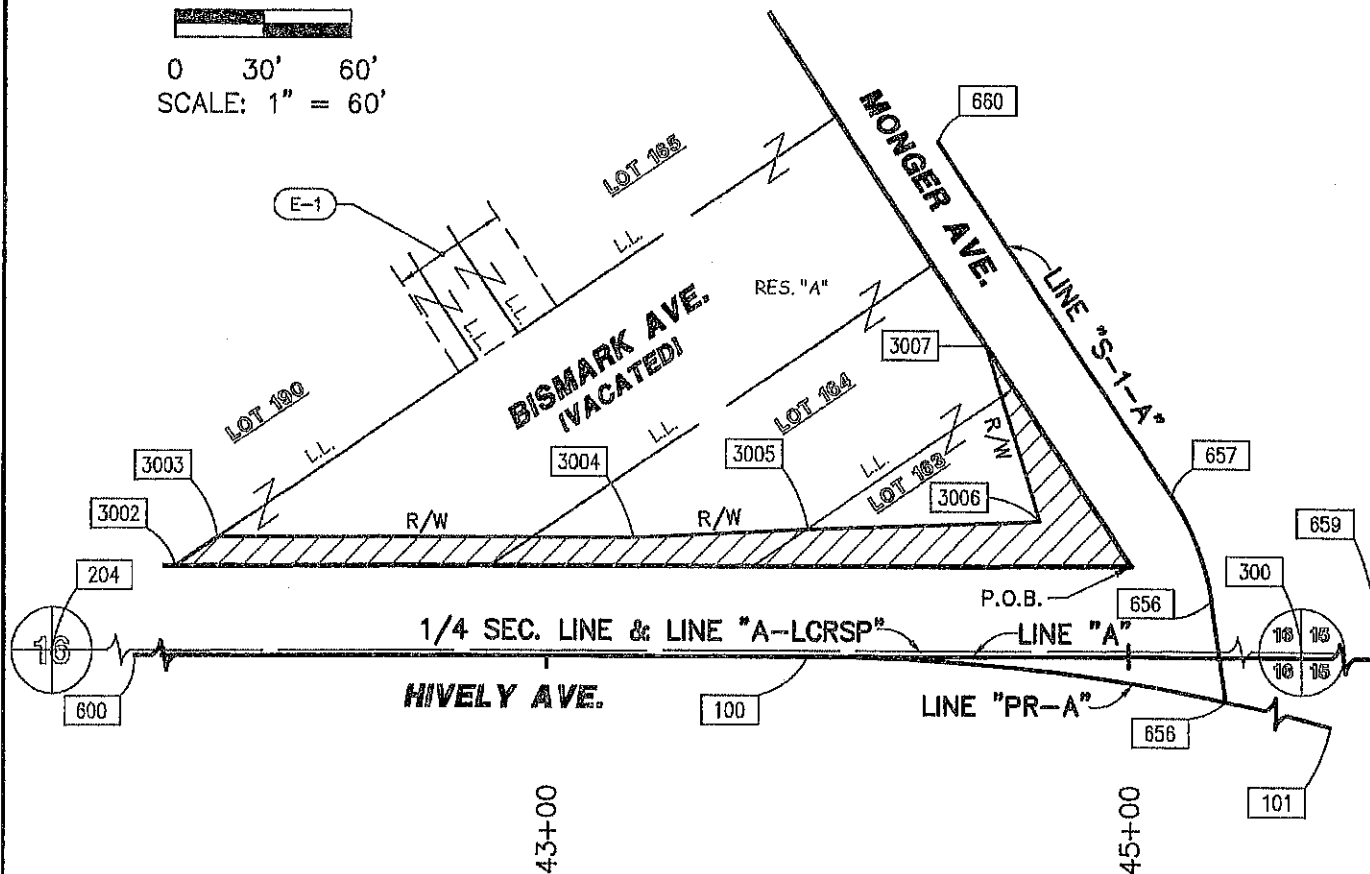 0 30' 60'
SCALE: 1" = 60'
660
MONGER AVE.
LINE "S-1-A"
LOT 165
E-1
L.L.
L.L.
L.L.
L.L.
RES. "A"
BISMARK AVE.
(VACATED)
3007
LOT 190
LOT 164
L.L.
L.L.
3003
3004
3005
L.L.
LOT 163
R/W
657
3002
R/W
R/W
3006
659
204
P.O.B.
656
300
16
1/4 SEC. LINE & LINE "A-LCRSP"
LINE "A"
16 15
16 15
600
HIVELY AVE.
100
LINE "PR-A"
656
101
43+00
45+00